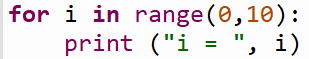 for i in range(0,10):
    print ("i = ", i)